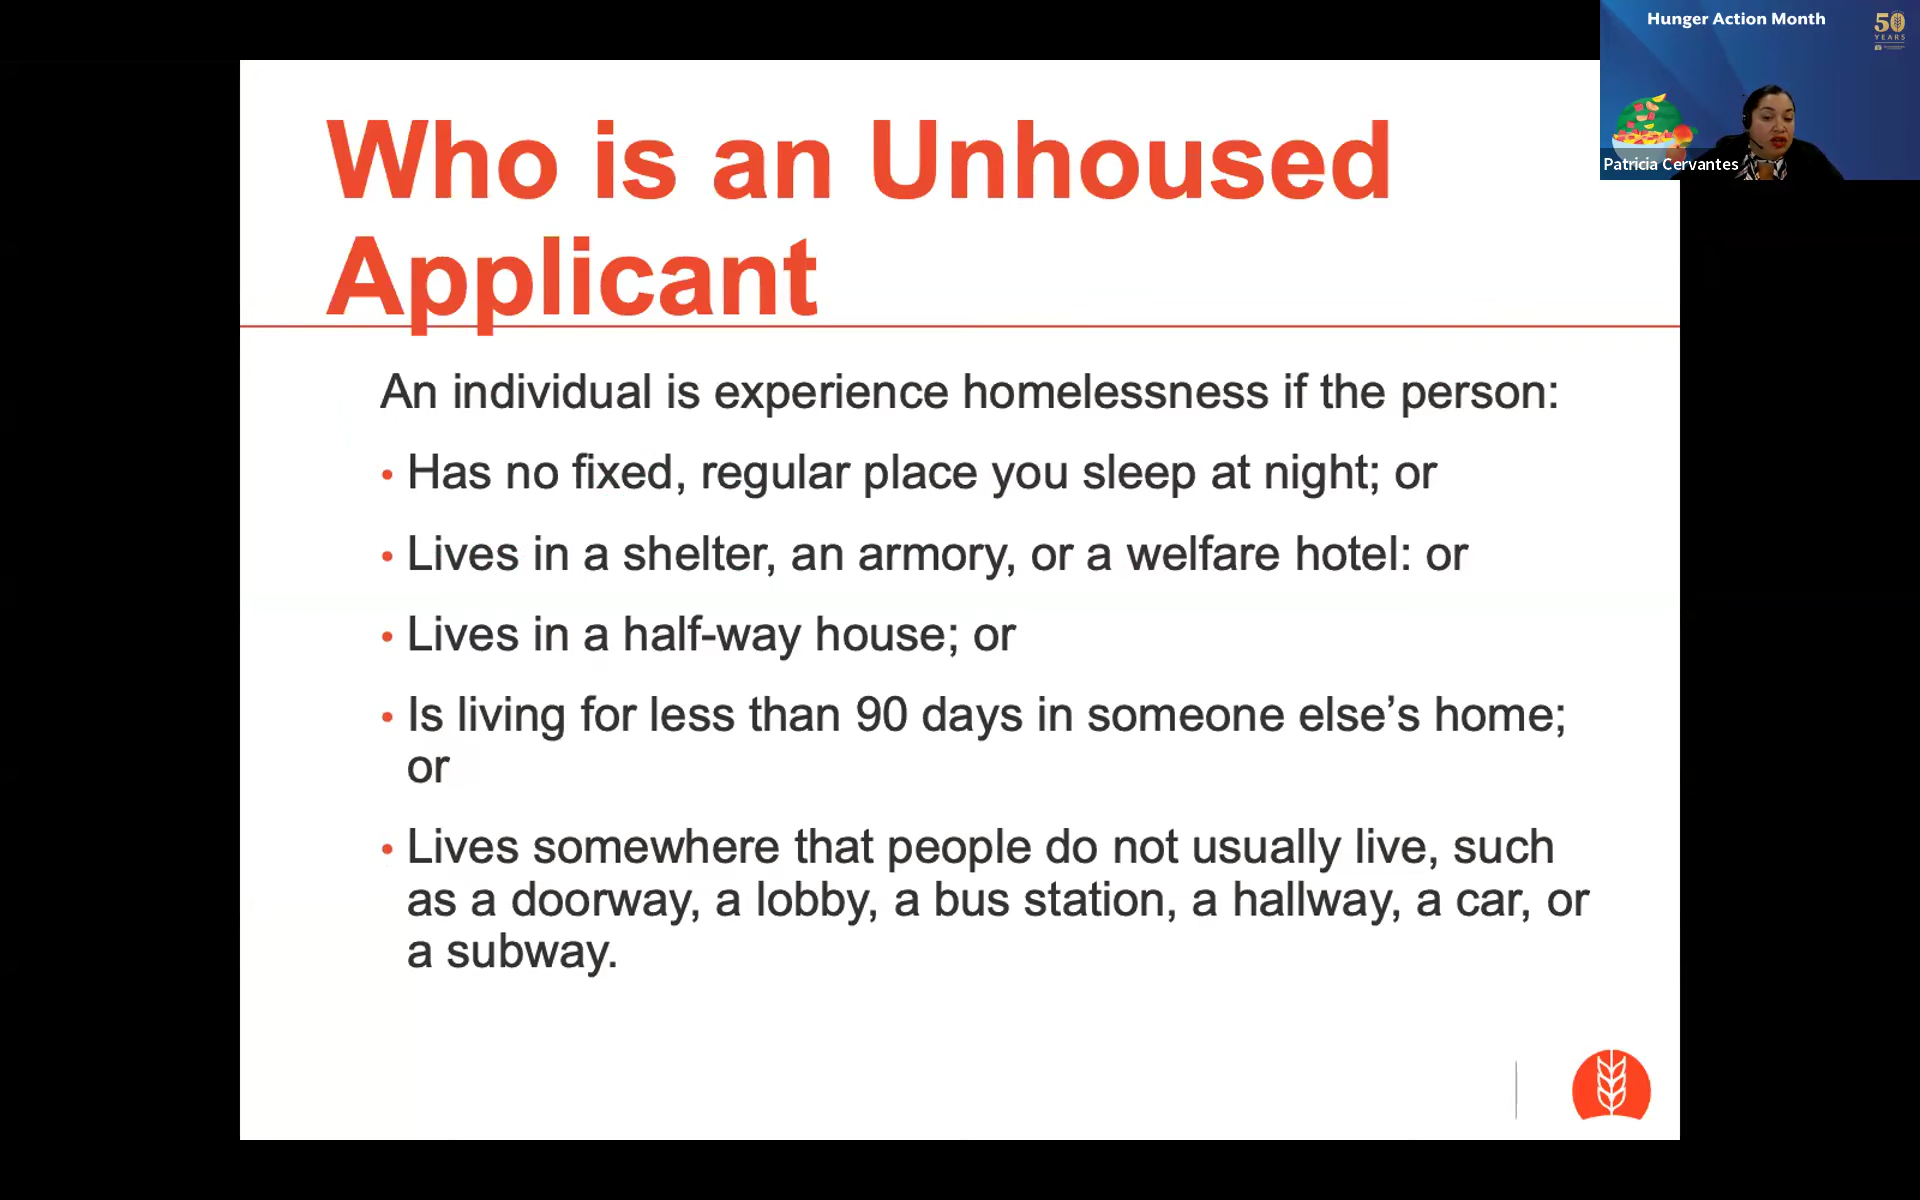 Hunger Action Month
50
YEARS
Patricia Cervantes
Who is an Unhoused
Applicant
An individual is experience homelessness if the person:
• Has no fixed, regular place you sleep at night; or
• Lives in a shelter, an armory, or a welfare hotel: or
• Lives in a half-way house; or
• Is living for less than 90 days in someone else’s home;
or
• Lives somewhere that people do not usually live, such
as a doorway, a lobby, a bus station, a hallway, a car, or
a subway.